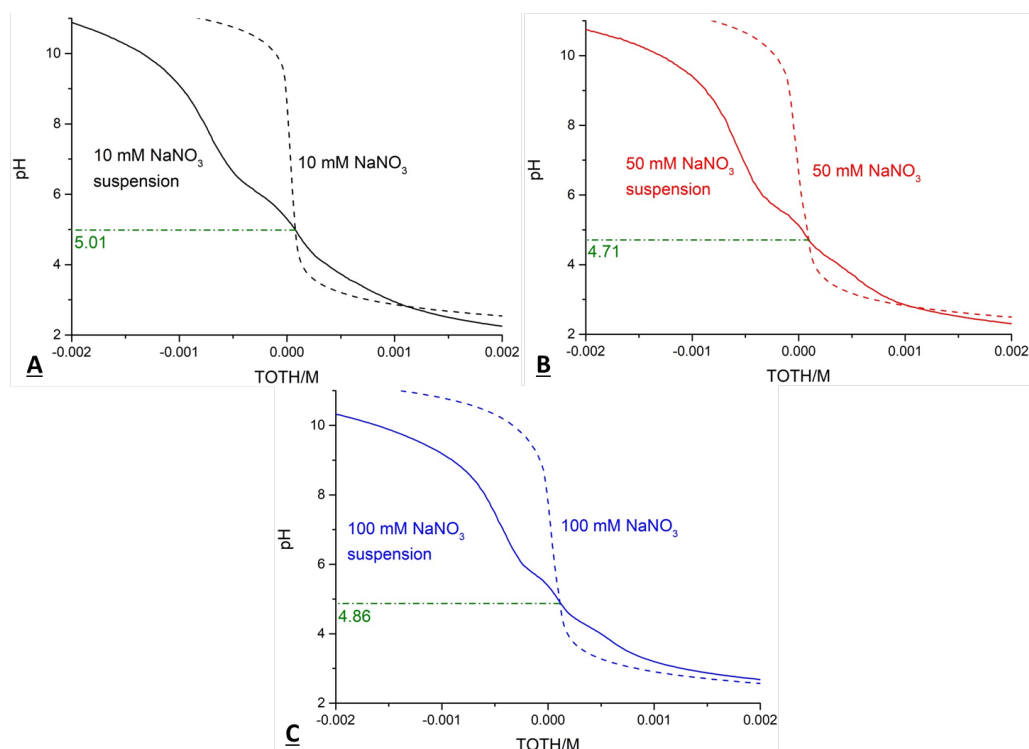 10
8
6
4
2
pH
10 mM NaNO₃
suspension
10 mM NaNO₃
5.01
-0.002
-0.001
0.000
0.001
0.002
TOTH/M
A
10
8
6
4
2
pH
50 mM NaNO₃
suspension
50 mM NaNO₃
4.71
-0.002
-0.001
0.000
0.001
0.002
TOTH/M
B
10
8
6
4
2
pH
100 mM NaNO₃
suspension
100 mM NaNO₃
4.86
-0.002
-0.001
0.000
0.001
0.002
TOTH/M
C